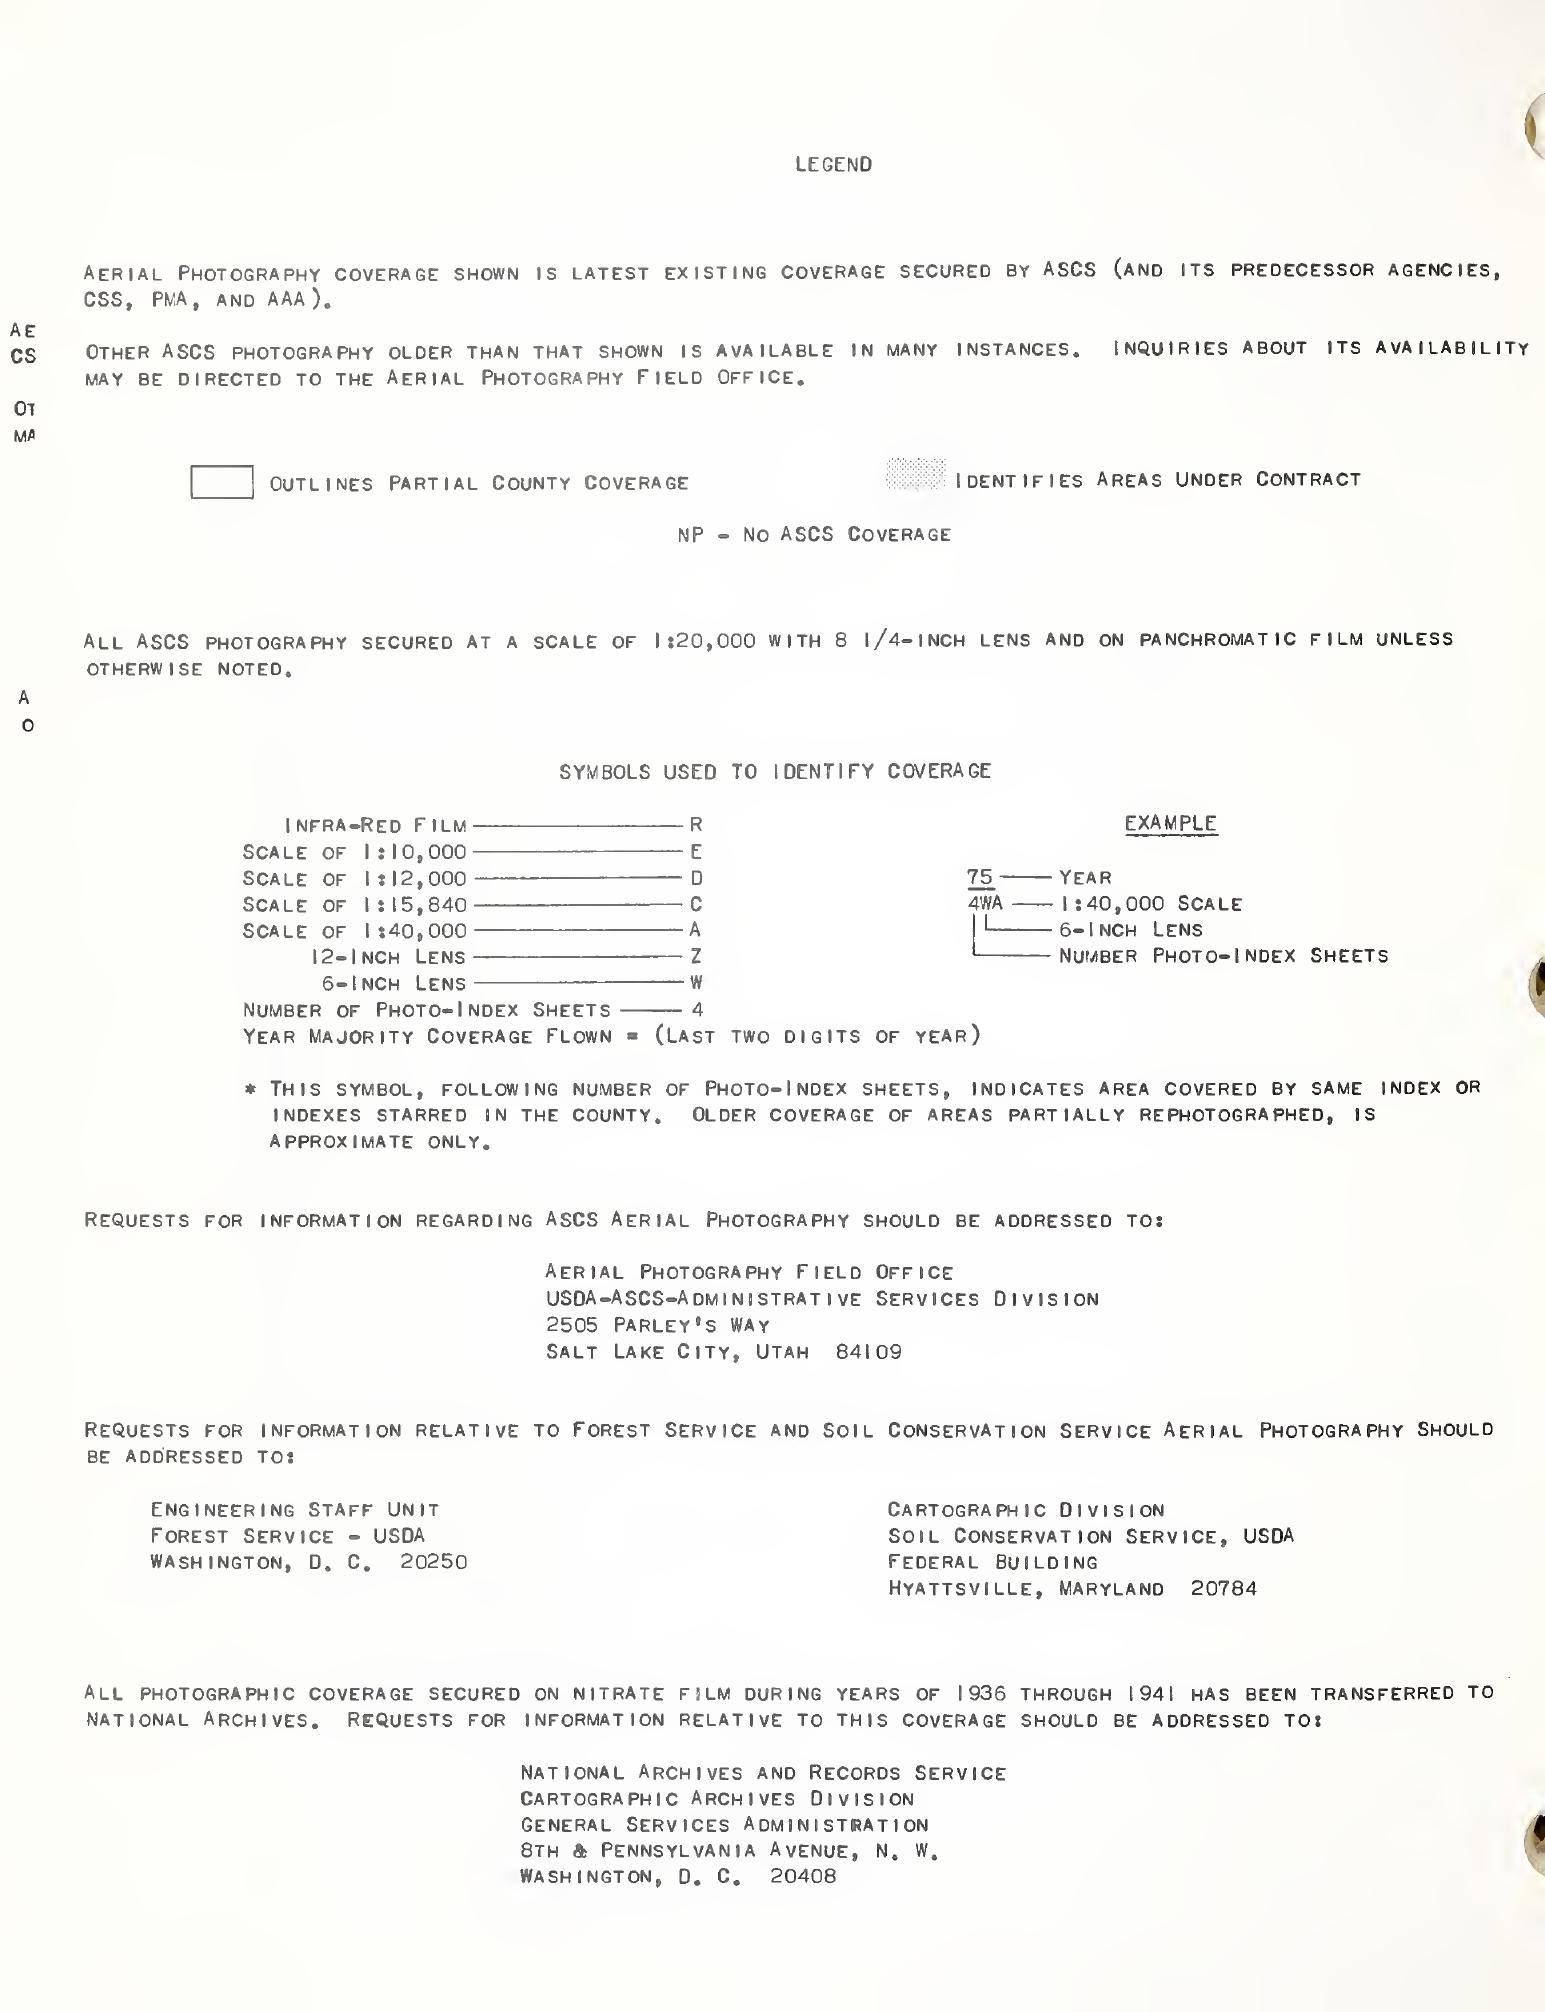 LEGEND
AERIAL PHOTOGRAPHY COVERAGE SHOWN IS LATEST EXISTING COVERAGE SECURED BY ASCS (AND ITS PREDECESSOR AGENCIES,
CSS, PMA, AND AAA).
AE
CS
OTHER ASCS PHOTOGRAPHY OLDER THAN THAT SHOWN IS AVAILABLE IN MANY INSTANCES. INQUIRIES ABOUT ITS AVAILABILITY
MAY BE DIRECTED TO THE AERIAL PHOTOGRAPHY FIELD OFFICE.
OT
MA
OUTLINES PARTIAL COUNTY COVERAGE
IDENTIFIES AREAS UNDER CONTRACT
NP - NO ASCS COVERAGE
ALL ASCS PHOTOGRAPHY SECURED AT A SCALE OF 1:20,000 WITH 8 1/4-INCH LENS AND ON PANCHROMATIC FILM UNLESS
OTHERWISE NOTED.
A
O
SYMBOLS USED TO IDENTIFY COVERAGE
INFRA-RED FILM R
SCALE OF 1:10,000 E
SCALE OF 1:12,000 D
SCALE OF 1:15,840 C
SCALE OF 1:40,000 A
12-INCH LENS Z
6-INCH LENS W
NUMBER OF PHOTO-INDEX SHEETS 4
YEAR MAJORITY COVERAGE FLOWN = (LAST TWO DIGITS OF YEAR)
EXAMPLE
75 YEAR
4WA 1:40,000 SCALE
6-INCH LENS
NUMBER PHOTO-INDEX SHEETS
* THIS SYMBOL, FOLLOWING NUMBER OF PHOTO-INDEX SHEETS, INDICATES AREA COVERED BY SAME INDEX OR
INDEXES STARRED IN THE COUNTY. OLDER COVERAGE OF AREAS PARTIALLY REPHOTOGRAPHED, IS
APPROXIMATE ONLY.
REQUESTS FOR INFORMATION REGARDING ASCS AERIAL PHOTOGRAPHY SHOULD BE ADDRESSED TO:
AERIAL PHOTOGRAPHY FIELD OFFICE
USDA-ASCS-ADMINISTRATIVE SERVICES DIVISION
2505 PARLEY'S WAY
SALT LAKE CITY, UTAH 84109
REQUESTS FOR INFORMATION RELATIVE TO FOREST SERVICE AND SOIL CONSERVATION SERVICE AERIAL PHOTOGRAPHY SHOULD
BE ADDRESSED TO:
ENGINEERING STAFF UNIT
FOREST SERVICE - USDA
WASHINGTON, D. C. 20250
CARTOGRAPHIC DIVISION
SOIL CONSERVATION SERVICE, USDA
FEDERAL BUILDING
HYATTSVILLE, MARYLAND 20784
ALL PHOTOGRAPHIC COVERAGE SECURED ON NITRATE FILM DURING YEARS OF 1936 THROUGH 1941 HAS BEEN TRANSFERRED TO
NATIONAL ARCHIVES. REQUESTS FOR INFORMATION RELATIVE TO THIS COVERAGE SHOULD BE ADDRESSED TO:
NATIONAL ARCHIVES AND RECORDS SERVICE
CARTOGRAPHIC ARCHIVES DIVISION
GENERAL SERVICES ADMINISTRATION
8TH & PENNSYLVANIA AVENUE, N. W.
WASHINGTON, D. C. 20408